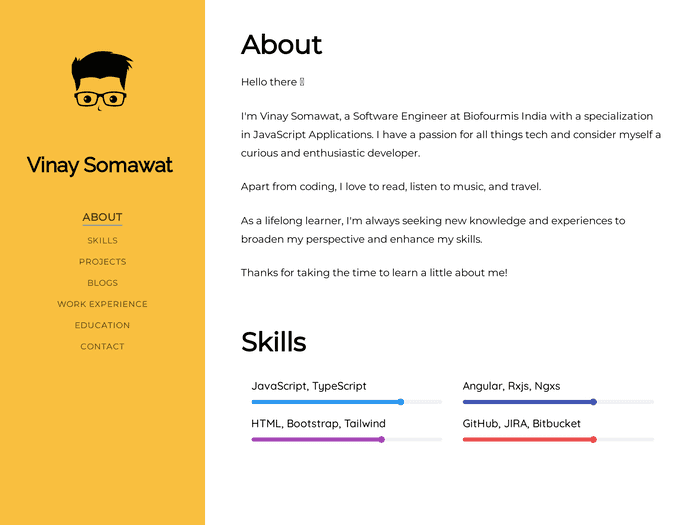 Vinay Somawat
ABOUT
SKILLS
PROJECTS
BLOGS
WORK EXPERIENCE
EDUCATION
CONTACT
About
Hello there
I'm Vinay Somawat, a Software Engineer at Biofourmis India with a specialization
in JavaScript Applications. I have a passion for all things tech and consider myself a
curious and enthusiastic developer.
Apart from coding, I love to read, listen to music, and travel.
As a lifelong learner, I'm always seeking new knowledge and experiences to
broaden my perspective and enhance my skills.
Thanks for taking the time to learn a little about me!
Skills
JavaScript, TypeScript
Angular, Rxjs, Ngxs
HTML, Bootstrap, Tailwind
GitHub, JIRA, Bitbucket